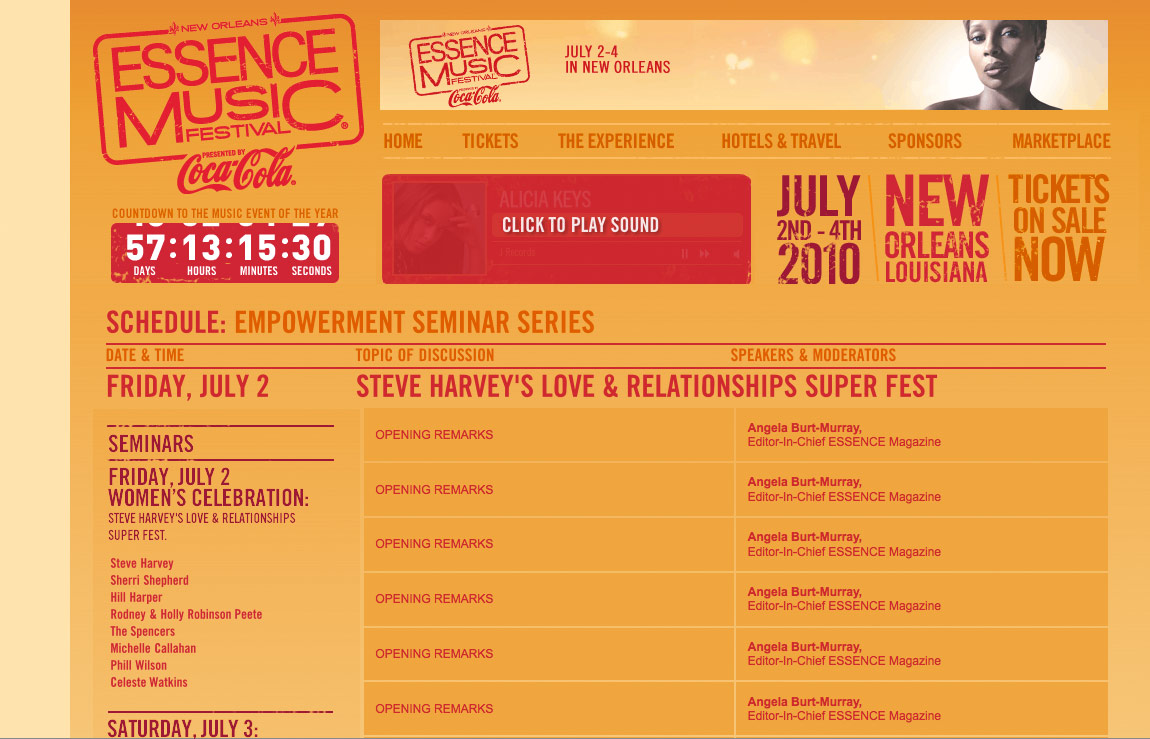 NEW ORLEANS
ESSENCE
MUSIC
FESTIVAL®
PRESENTED BY
Coca-Cola®
ESSENCE
MUSIC
FESTIVAL
Coca-Cola
JULY 2-4
IN NEW ORLEANS
HOME TICKETS THE EXPERIENCE HOTELS & TRAVEL SPONSORS MARKETPLACE
COUNTDOWN TO THE MUSIC EVENT OF THE YEAR
57:13:15:30
DAYS HOURS MINUTES SECONDS
ALICIA KEYS
CLICK TO PLAY SOUND
J Records
JULY
2ND - 4TH
2010
NEW
ORLEANS
LOUISIANA
TICKETS
ON SALE
NOW
SCHEDULE: EMPOWERMENT SEMINAR SERIES
DATE & TIME TOPIC OF DISCUSSION SPEAKERS & MODERATORS
FRIDAY, JULY 2 STEVE HARVEY'S LOVE & RELATIONSHIPS SUPER FEST
SEMINARS
FRIDAY, JULY 2
WOMEN'S CELEBRATION:
STEVE HARVEY'S LOVE & RELATIONSHIPS
SUPER FEST.
Steve Harvey
Sherri Shepherd
Hill Harper
Rodney & Holly Robinson Peete
The Spencers
Michelle Callahan
Phill Wilson
Celeste Watkins
SATURDAY, JULY 3:
OPENING REMARKS
Angela Burt-Murray,
Editor-In-Chief ESSENCE Magazine
OPENING REMARKS
Angela Burt-Murray,
Editor-In-Chief ESSENCE Magazine
OPENING REMARKS
Angela Burt-Murray,
Editor-In-Chief ESSENCE Magazine
OPENING REMARKS
Angela Burt-Murray,
Editor-In-Chief ESSENCE Magazine
OPENING REMARKS
Angela Burt-Murray,
Editor-In-Chief ESSENCE Magazine
OPENING REMARKS
Angela Burt-Murray,
Editor-In-Chief ESSENCE Magazine